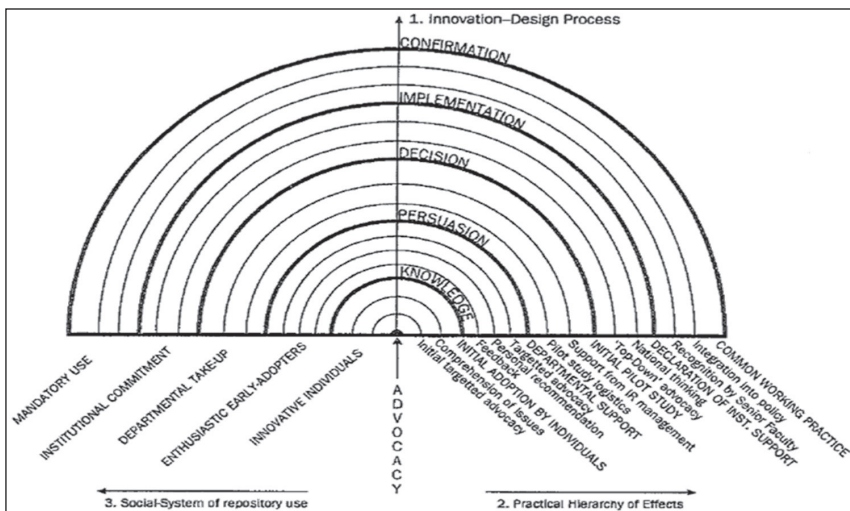 1. Innovation–Design Process
CONFIRMATION
IMPLEMENTATION
DECISION
PERSUASION
KNOWLEDGE
MANDATORY USE
INSTITUTIONAL COMMITMENT
DEPARTMENTAL TAKE-UP
ENTHUSIASTIC EARLY-ADOPTERS
INNOVATIVE INDIVIDUALS
ADVOCACY
Initial targetted advocacy
Comprehension of Issues
INITIAL ADOPTION BY INDIVIDUALS
Feedback
Personal recommendation
Targetted advocacy
DEPARTMENTAL SUPPORT
Pilot study logistics
Support from IR management
INITIAL PILOT STUDY
'Top-Down' advocacy
National thinking
DECLARATION OF INST. SUPPORT
Recognition by Senior Faculty
Integration into policy
COMMON WORKING PRACTICE
3. Social-System of repository use
2. Practical Hierarchy of Effects